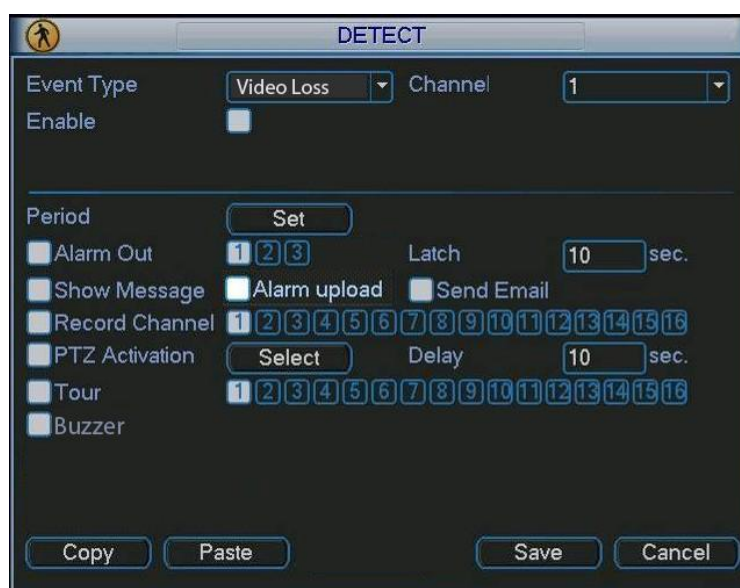 DETECT
Event Type Video Loss Channel 1
Enable
Period Set
Alarm Out 1 2 3 Latch 10 sec.
Show Message Alarm upload Send Email
Record Channel 1 2 3 4 5 6 7 8 9 10 11 12 13 14 15 16
PTZ Activation Select Delay 10 sec.
Tour 1 2 3 4 5 6 7 8 9 10 11 12 13 14 15 16
Buzzer
Copy Paste Save Cancel